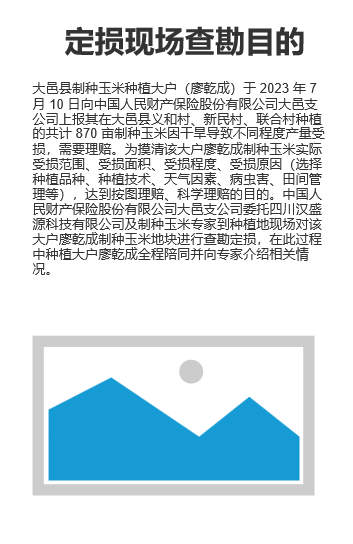 定损现场查勘目的
大邑县制种玉米种植大户（廖乾成）于 2023 年 7
月 10 日向中国人民财产保险股份有限公司大邑支
公司上报其在大邑县义和村、新民村、联合村种植
的共计 870 亩制种玉米因干旱导致不同程度产量受
损，需要理赔。为摸清该大户廖乾成制种玉米实际
受损范围、受损面积、受损程度、受损原因（选择
种植品种、种植技术、天气因素、病虫害、田间管
理等），达到按图理赔、科学理赔的目的。中国人
民财产保险股份有限公司大邑支公司委托四川汉盛
源科技有限公司及制种玉米专家到种植地现场对该
大户廖乾成制种玉米地块进行查勘定损，在此过程
中种植大户廖乾成全程陪同并向专家介绍相关情
况。